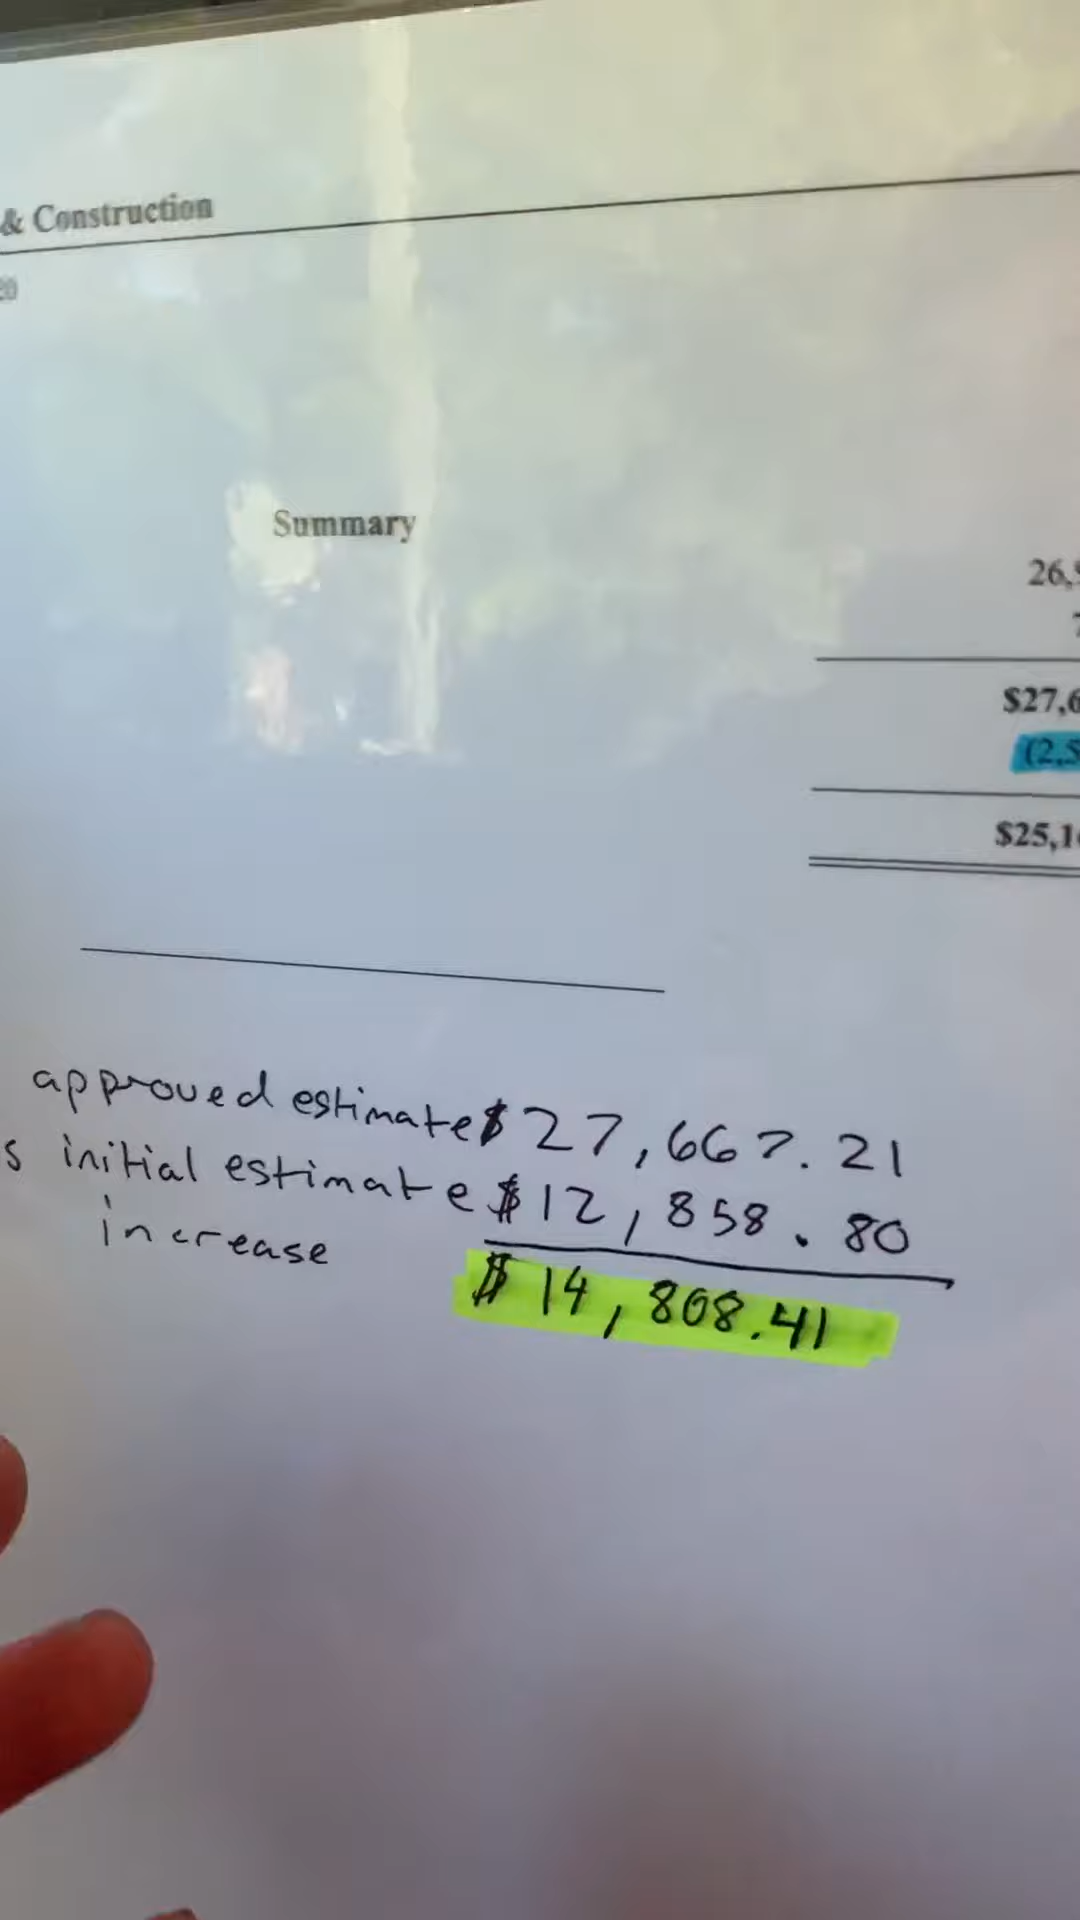 & Construction
20
Summary
26,
$27,6
(2,5
$25,1
approved estimate $27,667.21
s initial estimate $12,858.80
increase
$14,808.41